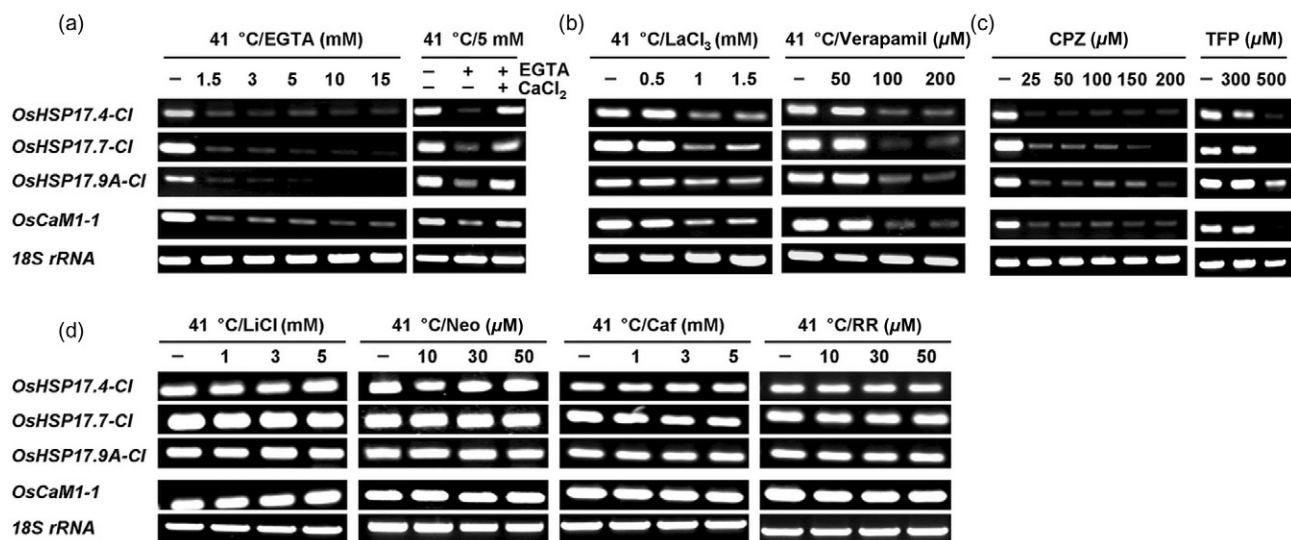 (a)
41 °C/EGTA (mM)
– 1.5 3 5 10 15
41 °C/5 mM
– + + EGTA
– – + CaCl₂
(b)
41 °C/LaCl₃ (mM)
– 0.5 1 1.5
41 °C/Verapamil (µM)
– 50 100 200
(c)
CPZ (µM)
– 25 50 100 150 200
TFP (µM)
– 300 500
OsHSP17.4-CI
OsHSP17.7-CI
OsHSP17.9A-CI
OsCaM1-1
18S rRNA
(d)
41 °C/LiCl (mM)
– 1 3 5
41 °C/Neo (µM)
– 10 30 50
41 °C/Caf (mM)
– 1 3 5
41 °C/RR (µM)
– 10 30 50
OsHSP17.4-CI
OsHSP17.7-CI
OsHSP17.9A-CI
OsCaM1-1
18S rRNA